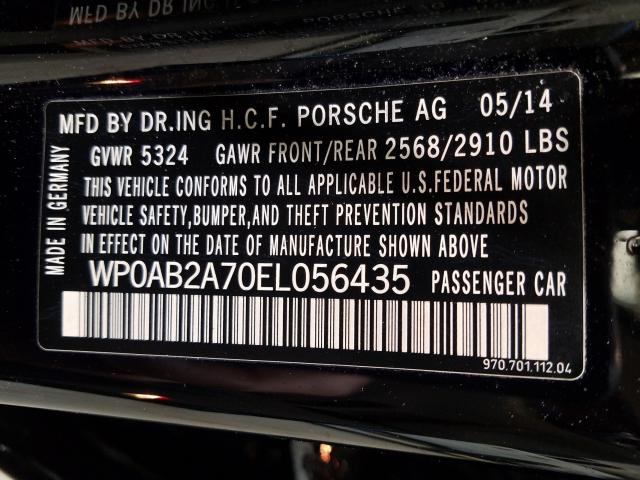 MFD BY DR.ING H.C.F. PORSCHE AG 05/14
GVWR 5324 GAWR FRONT/REAR 2568/2910 LBS
THIS VEHICLE CONFORMS TO ALL APPLICABLE U.S.FEDERAL MOTOR
VEHICLE SAFETY,BUMPER,AND THEFT PREVENTION STANDARDS
IN EFFECT ON THE DATE OF MANUFACTURE SHOWN ABOVE
MADE IN GERMANY
WP0AB2A70EL056435 PASSENGER CAR
970.701.112.04